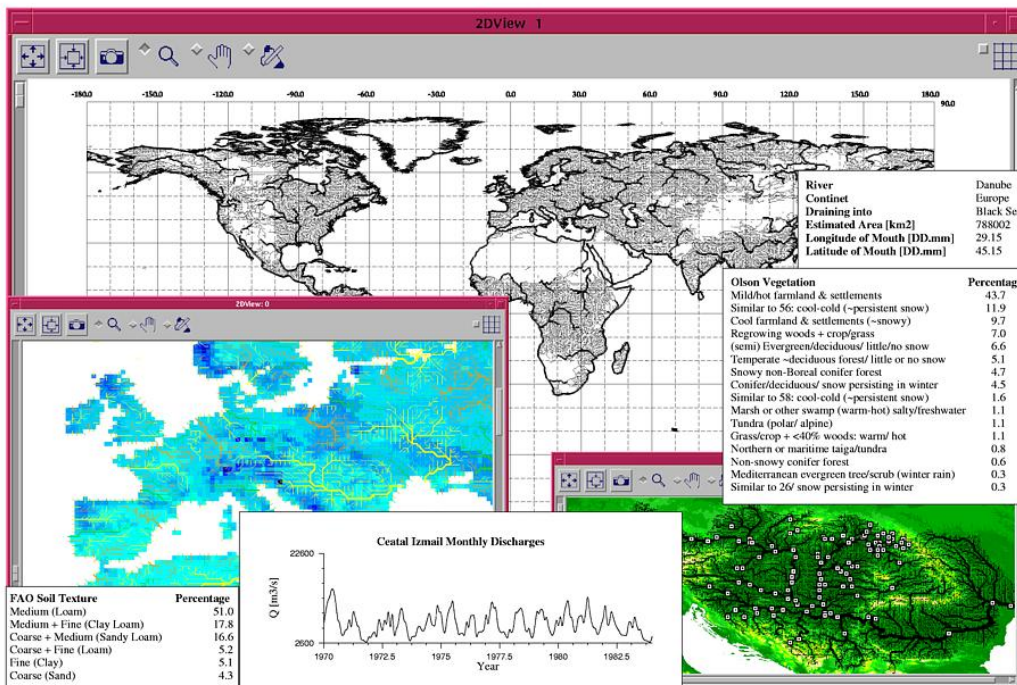 2DView 1
-180.0 -150.0 -120.0 -90.0 -60.0 -30.0 0.0 30.0 60.0 90.0 120.0 150.0 180.0
90.0
River Danube
Continet Europe
Draining into Black Se
Estimated Area [km2] 788002
Longitude of Mouth [DD.mm] 29.15
Latitude of Mouth [DD.mm] 45.15
Olson Vegetation Percentag
Mild/hot farmland & settlements 43.7
Similar to 56: cool-cold (~persistent snow) 11.9
Cool farmland & settlements (~snowy) 9.7
Regrowing woods + crop/grass 7.0
(semi) Evergreen/deciduous/ little/no snow 6.6
Temperate ~deciduous forest/ little or no snow 5.1
Snowy non-Boreal conifer forest 4.7
Conifer/deciduous/ snow persisting in winter 4.5
Similar to 58: cool-cold (~persistent snow) 1.6
Marsh or other swamp (warm-hot) salty/freshwater 1.1
Tundra (polar/ alpine) 1.1
Grass/crop + <40% woods: warm/ hot 1.1
Northern or maritime taiga/tundra 0.8
Non-snowy conifer forest 0.6
Mediterranean evergreen tree/scrub (winter rain) 0.3
Similar to 26/ snow persisting in winter 0.3
2DView: 0
Ceatal Izmail Monthly Discharges
22600
Q [m3/s]
2600
1970 1972.5 1975 1977.5 1980 1982.5
Year
FAO Soil Texture Percentage
Medium (Loam) 51.0
Medium + Fine (Clay Loam) 17.8
Coarse + Medium (Sandy Loam) 16.6
Coarse + Fine (Loam) 5.2
Fine (Clay) 5.1
Coarse (Sand) 4.3